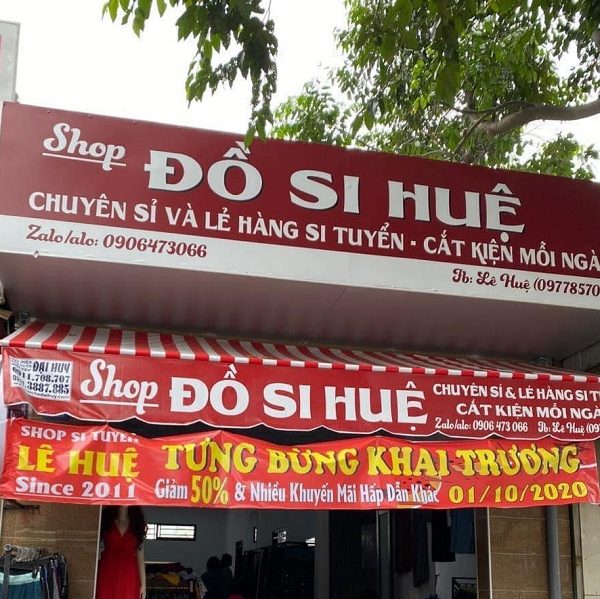 Shop ĐỒ SI HUỆ
CHUYÊN SỈ VÀ LẺ HÀNG SI TUYỂN - CẮT KIỆN MỖI NGÀ
Zalo/alo: 0906473066
Fb: Lê Huệ (09778570
ĐẠI HUY
Shop ĐỒ SI HUỆ
CHUYÊN SỈ & LẺ HÀNG SI T
CẮT KIỆN MỖI NGÀ
Zalo/alo: 0906 473 066 Fb: Lê Huệ (09
SHOP SI TUYỂN
LÊ HUỆ
Since 2011
TƯNG BỪNG KHAI TRƯƠNG
Giảm 50% & Nhiều Khuyến Mãi Hấp Dẫn Khác 01/10/2020